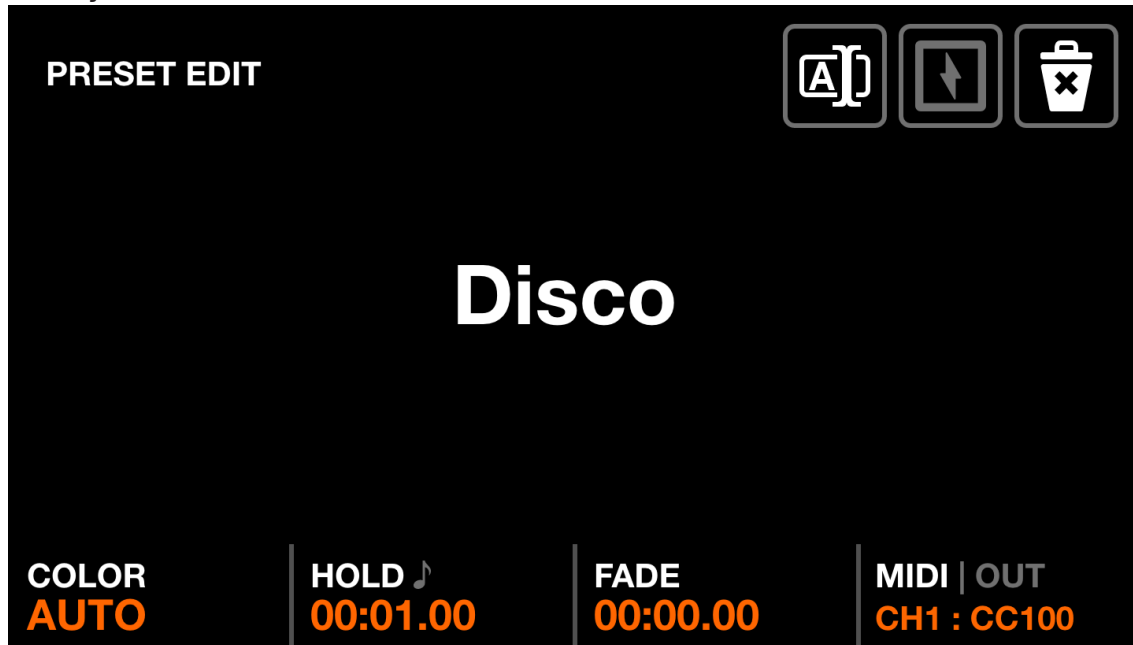 PRESET EDIT
A
Disco
COLOR
AUTO
HOLD ♪
00:01.00
FADE
00:00.00
MIDI | OUT
CH1 : CC100